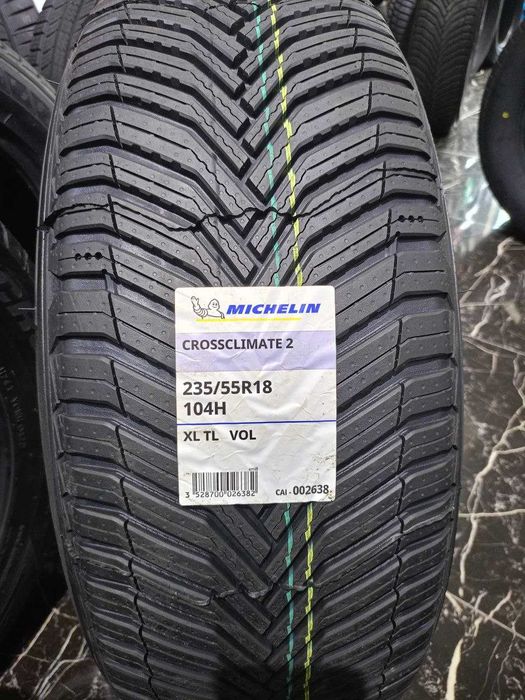 MICHELIN
CROSSCLIMATE 2
235/55R18
104H
XL TL VOL
3 528700 026382
CAI - 002638